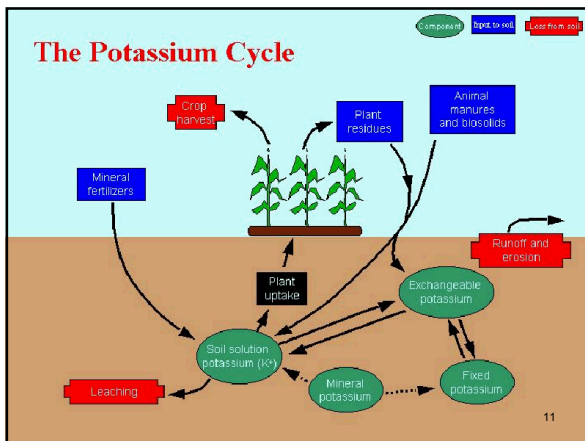 Component
Input to soil
Loss from soil
The Potassium Cycle
Crop
harvest
Plant
residues
Animal
manures
and biosolids
Mineral
fertilizers
Runoff and
erosion
Plant
uptake
Exchangeable
potassium
Soil solution
potassium (K+)
Leaching
Mineral
potassium
Fixed
potassium
11